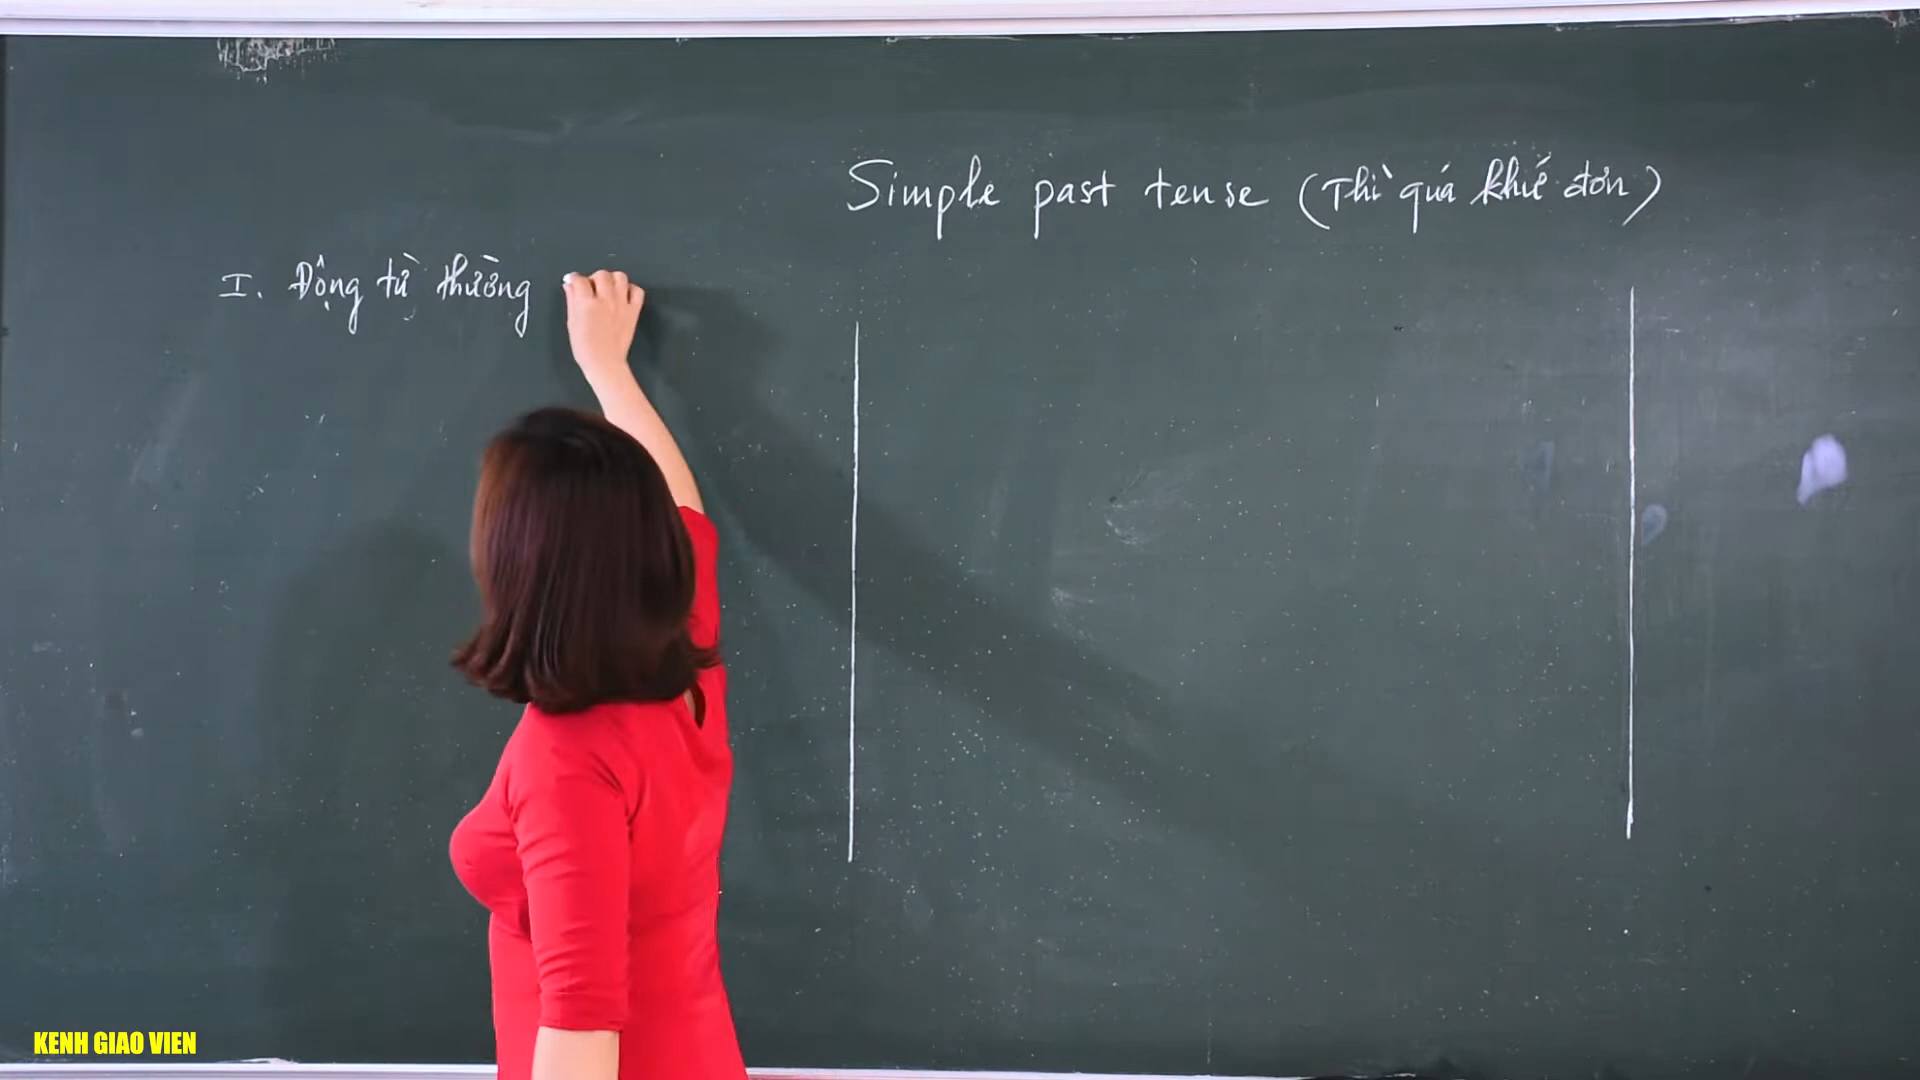 Simple past tense (Thì quá khứ đơn)
I. Động từ thường
KENH GIAO VIEN